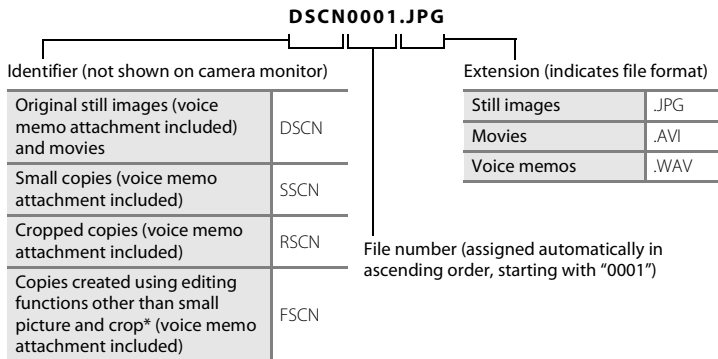 DSCN0001.JPG
Identifier (not shown on camera monitor)
Original still images (voice
memo attachment included)
and movies
DSCN
Small copies (voice memo
attachment included)
SSCN
Cropped copies (voice memo
attachment included)
RSCN
Copies created using editing
functions other than small
picture and crop* (voice memo
attachment included)
FSCN
Extension (indicates file format)
Still images
.JPG
Movies
.AVI
Voice memos
.WAV
File number (assigned automatically in
ascending order, starting with “0001”)